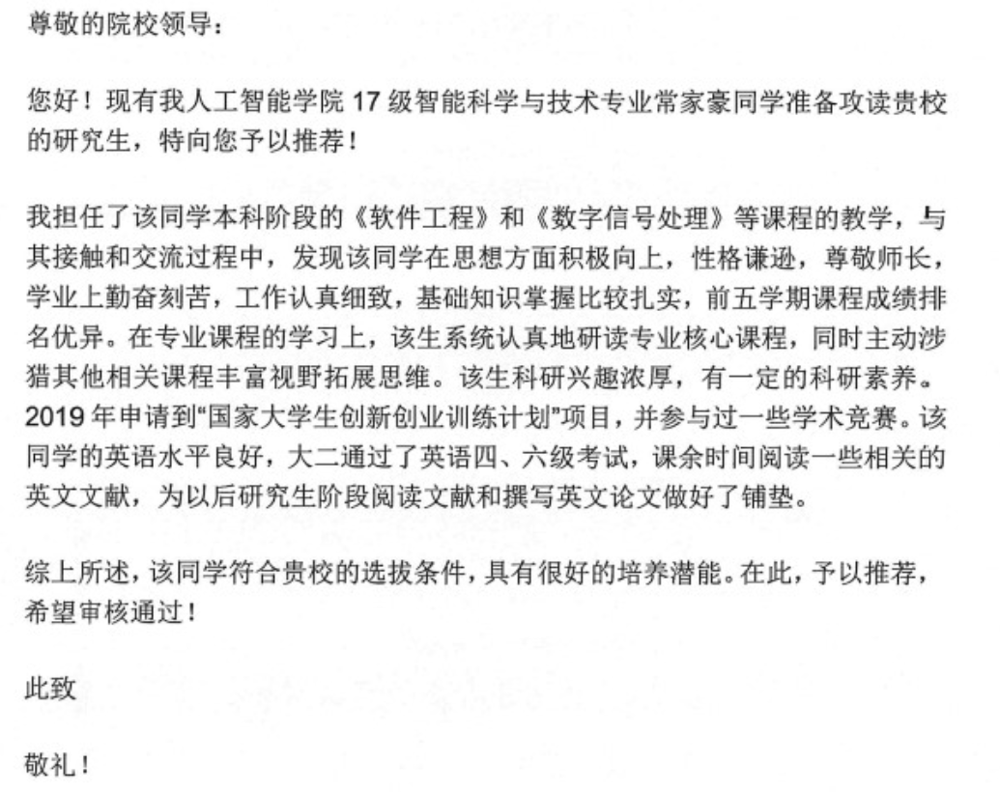 尊敬的院校领导：
您好！现有我人工智能学院 17 级智能科学与技术专业常家豪同学准备攻读贵校
的研究生，特向您予以推荐！
我担任了该同学本科阶段的《软件工程》和《数字信号处理》等课程的教学，与
其接触和交流过程中，发现该同学在思想方面积极向上，性格谦逊，尊敬师长，
学业上勤奋刻苦，工作认真细致，基础知识掌握比较扎实，前五学期课程成绩排
名优异。在专业课程的学习上，该生系统认真地研读专业核心课程，同时主动涉
猎其他相关课程丰富视野拓展思维。该生科研兴趣浓厚，有一定的科研素养。
2019 年申请到“国家大学生创新创业训练计划”项目，并参与过一些学术竞赛。该
同学的英语水平良好，大二通过了英语四、六级考试，课余时间阅读一些相关的
英文文献，为以后研究生阶段阅读文献和撰写英文论文做好了铺垫。
综上所述，该同学符合贵校的选拔条件，具有很好的培养潜能。在此，予以推荐，
希望审核通过！
此致
敬礼！